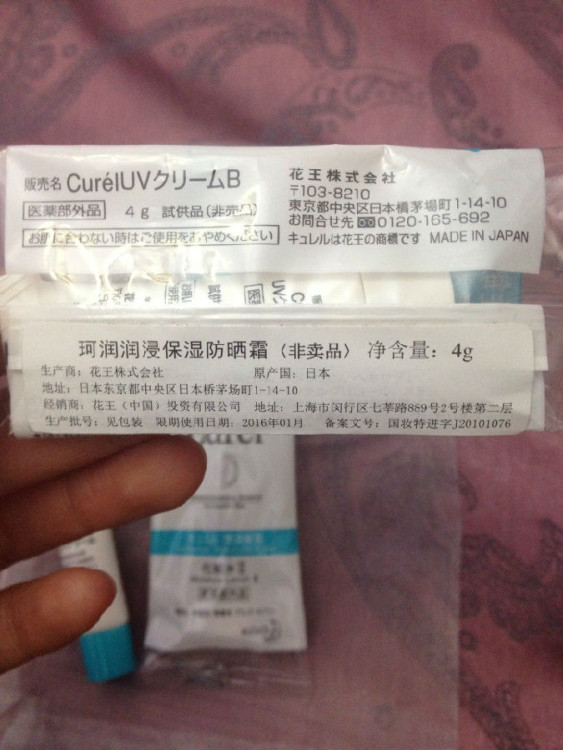 販売名 CurélUVクリームB
医薬部外品 4g 試供品(非売品)
お肌に合わない時はご使用をおやめください
花王株式会社
〒103-8210
東京都中央区日本橋茅場町1-14-10
お問合せ先 0120-165-692
キュレルは花王の商標です MADE IN JAPAN
珂润润浸保湿防晒霜（非卖品）净含量：4g
生产商：花王株式会社 原产国：日本
地址：日本东京都中央区日本桥茅场町1-14-10
经销商：花王（中国）投资有限公司 地址：上海市闵行区七莘路889号2号楼第二层
生产批号：见包装 限期使用日期：2016年01月 备案文号：国妆特进字J20101076